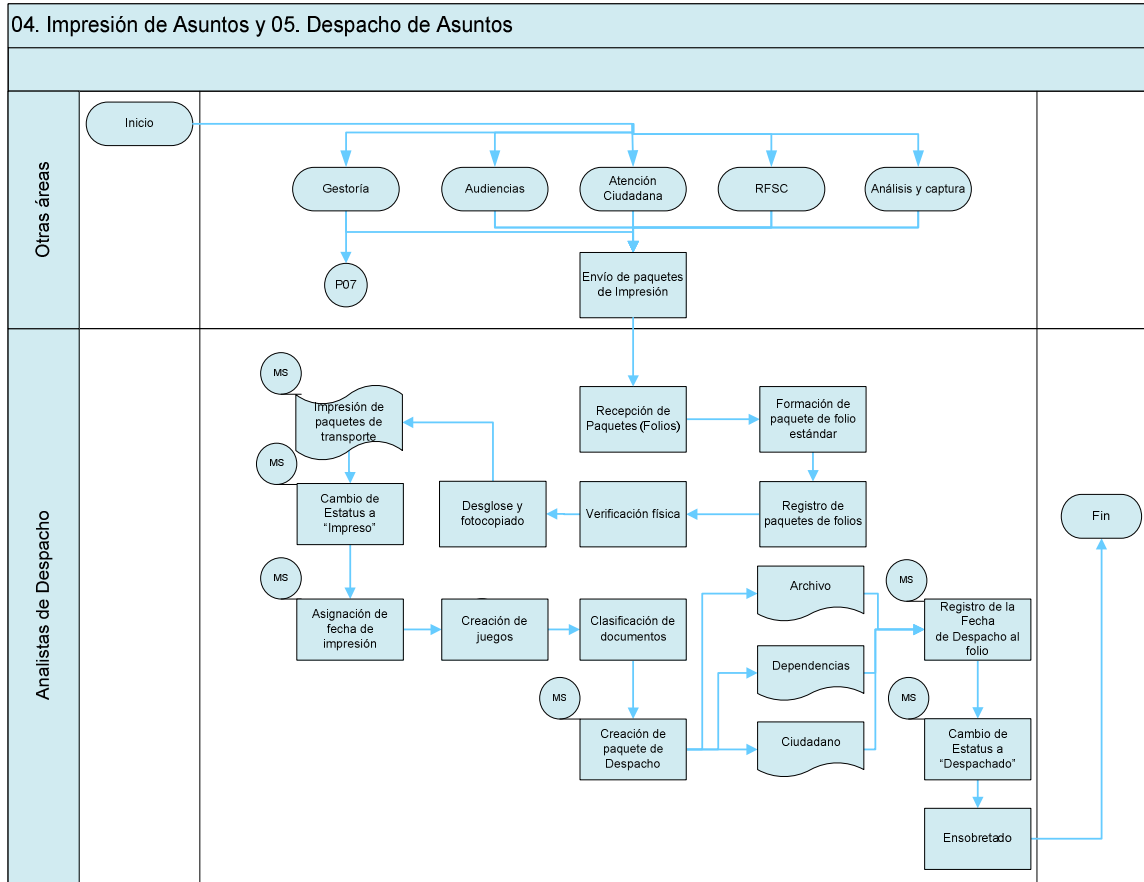 04. Impresión de Asuntos y 05. Despacho de Asuntos
Otras áreas
Inicio
Gestoría
Audiencias
Atención
Ciudadana
RFSC
Análisis y captura
P07
Envío de paquetes
de Impresión
Analistas de Despacho
MS
Impresión de
paquetes de
transporte
Recepción de
Paquetes (Folios)
Formación de
paquete de folio
estándar
MS
Cambio de
Estatus a
“Impreso”
Desglose y
fotocopiado
Verificación física
Registro de
paquetes de folios
Fin
MS
Asignación de
fecha de
impresión
Creación de
juegos
Clasificación de
documentos
Archivo
MS
Registro de la
Fecha
de Despacho al
folio
Dependencias
MS
Creación de
paquete de
Despacho
Ciudadano
MS
Cambio de
Estatus a
“Despachado”
Ensobretado